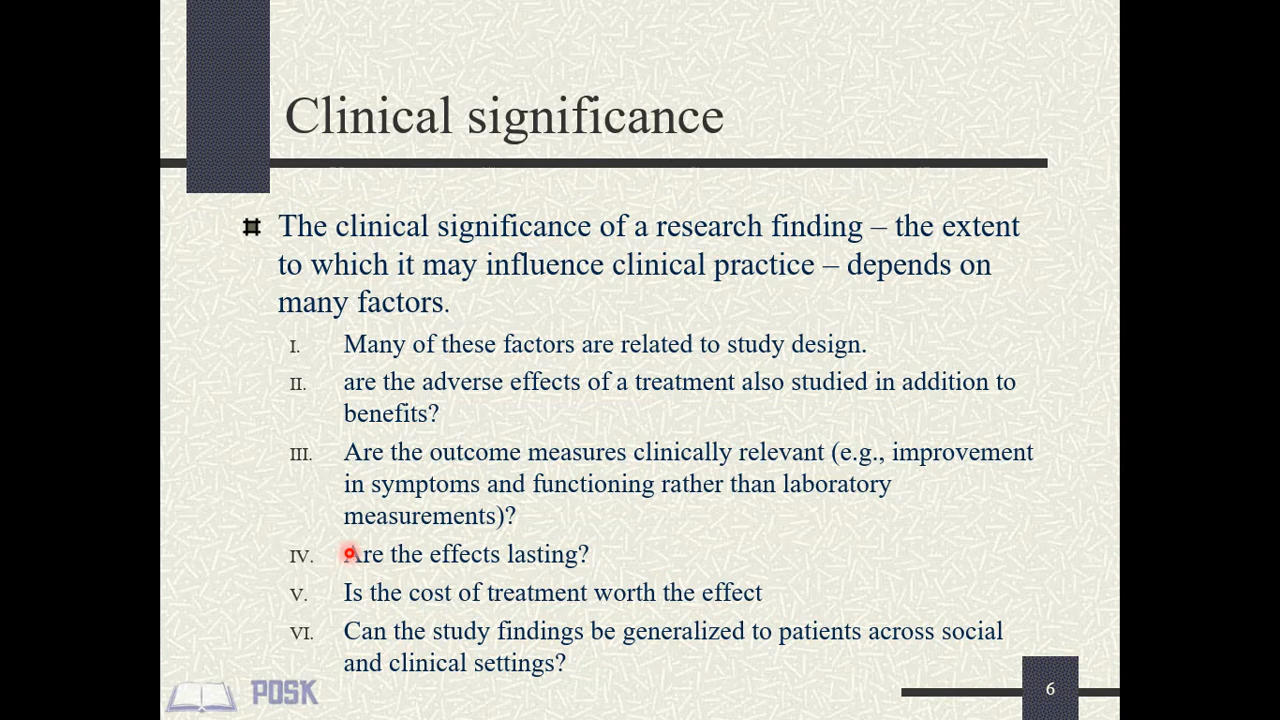 Clinical significance
The clinical significance of a research finding – the extent
to which it may influence clinical practice – depends on
many factors.
I. Many of these factors are related to study design.
II. are the adverse effects of a treatment also studied in addition to
benefits?
III. Are the outcome measures clinically relevant (e.g., improvement
in symptoms and functioning rather than laboratory
measurements)?
IV. Are the effects lasting?
V. Is the cost of treatment worth the effect
VI. Can the study findings be generalized to patients across social
and clinical settings?
POSK
6